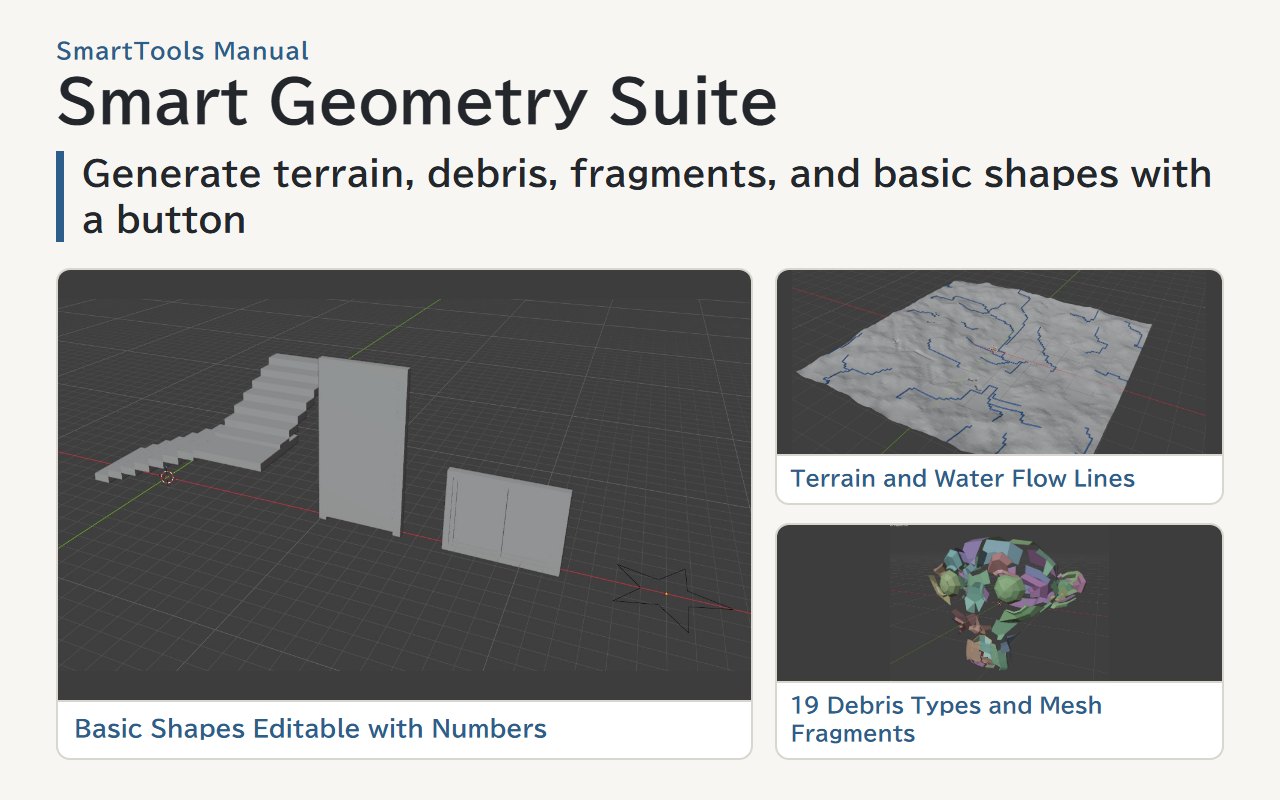 SmartTools Manual
Smart Geometry Suite
Generate terrain, debris, fragments, and basic shapes with
a button
Basic Shapes Editable with Numbers
Terrain and Water Flow Lines
19 Debris Types and Mesh
Fragments